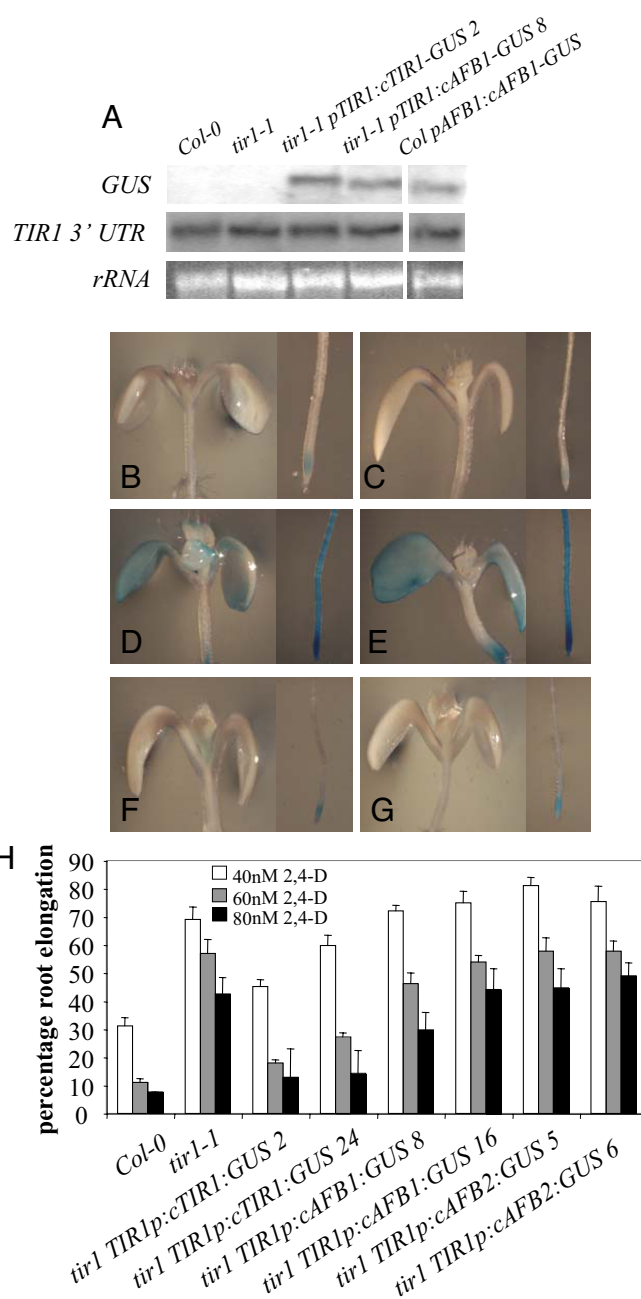 A
Col-0
tir1-1
tir1-1 pTIR1:cTIR1-GUS 2
tir1-1 pTIR1:cAFB1-GUS 8
Col pAFB1:cAFB1-GUS
GUS
TIR1 3’ UTR
rRNA
B
C
D
E
F
G
H
percentage root elongation
90
80
70
60
50
40
30
20
10
0
40nM 2,4-D
60nM 2,4-D
80nM 2,4-D
Col-0
tir1-1
tir1 TIR1p:cTIR1:GUS 2
tir1 TIR1p:cTIR1:GUS 24
tir1 TIR1p:cAFB1:GUS 8
tir1 TIR1p:cAFB1:GUS 16
tir1 TIR1p:cAFB2:GUS 5
tir1 TIR1p:cAFB2:GUS 6